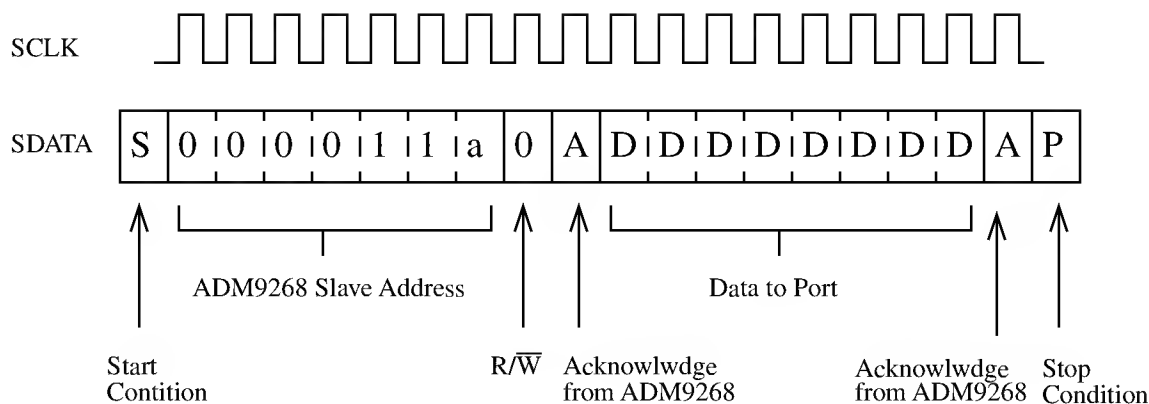 SCLK
SDATA S 0 0 0 0 1 1 a 0 A D D D D D D D D A P
ADM9268 Slave Address
Data to Port
Start
Contition
R/W̅
Acknowlwdge
from ADM9268
Acknowlwdge
from ADM9268
Stop
Condition